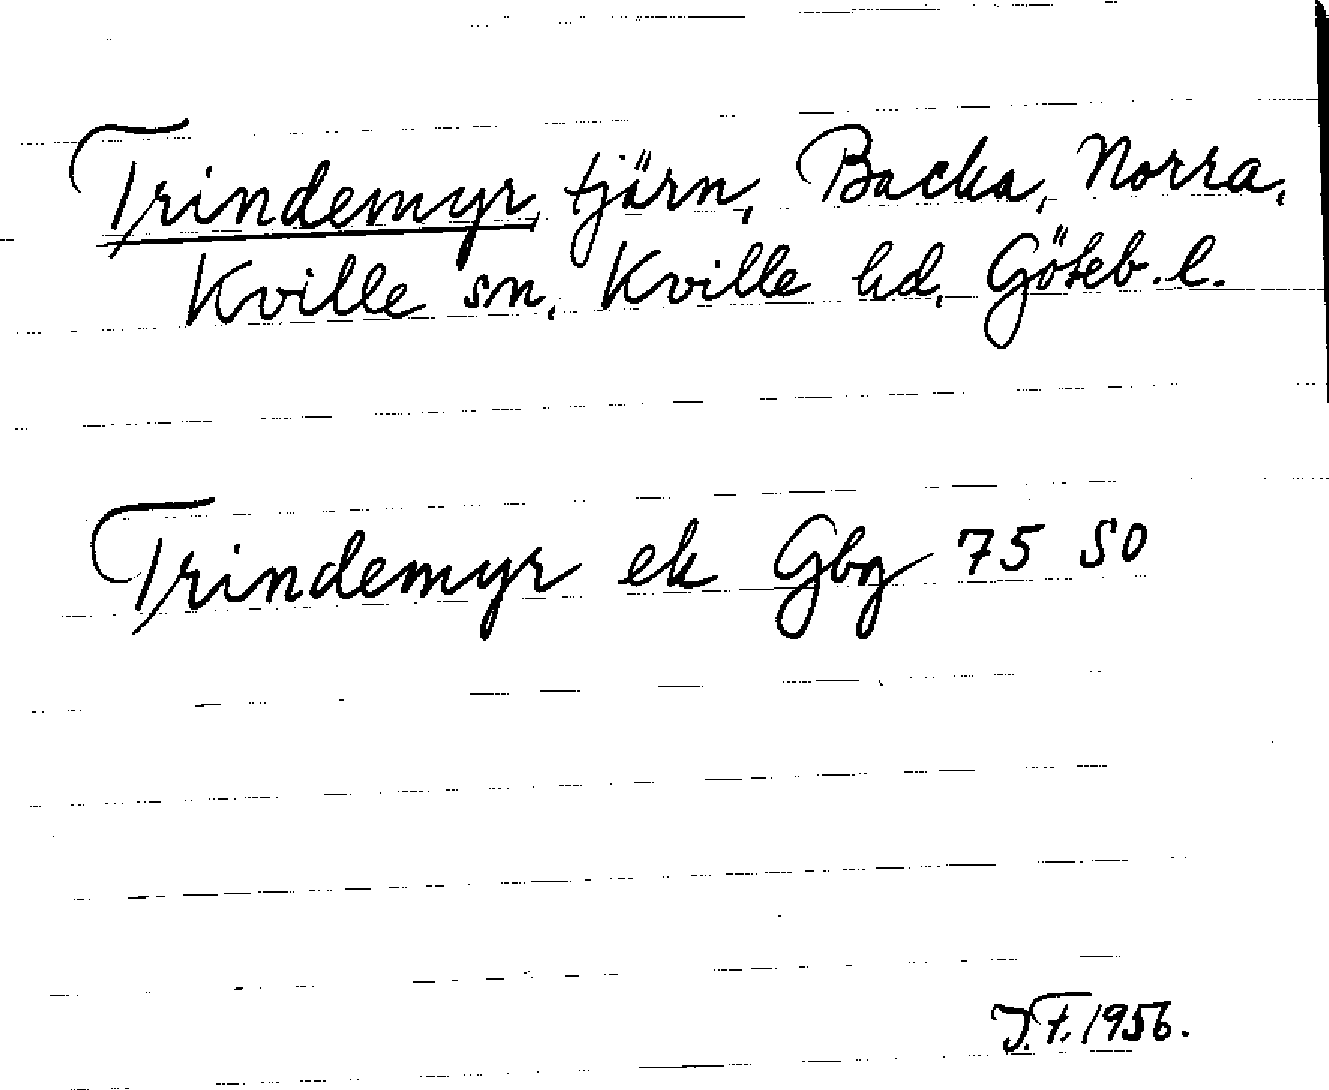 Trindemyr, tjärn, Backa, Norra,
Kville sn, Kville hd, Göteb. l.
Trindemyr ek Gbg 75 SO
J.F. 1956.